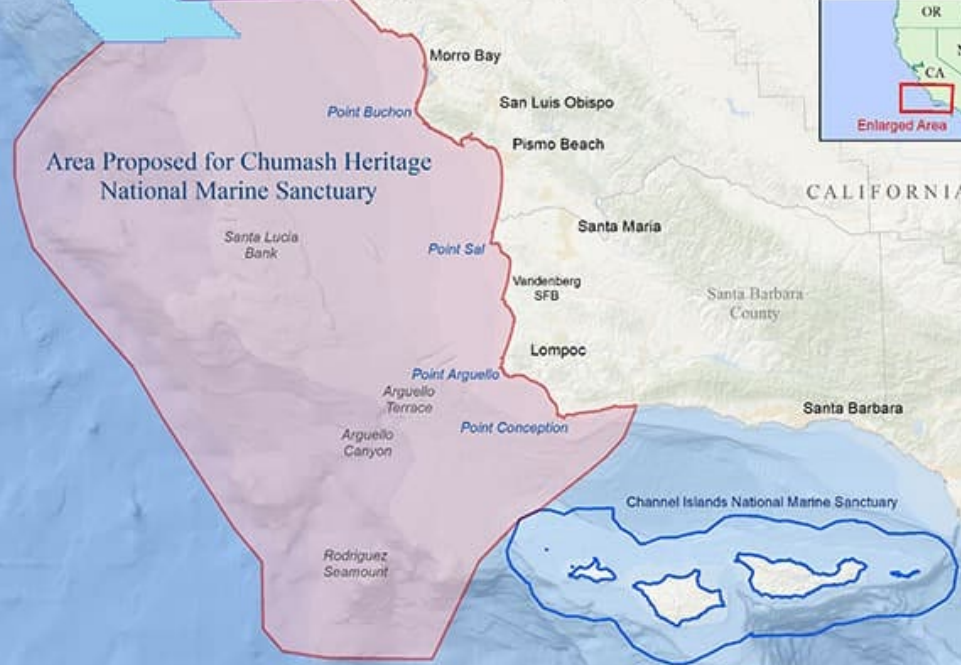 OR
CA
Enlarged Area
Morro Bay
San Luis Obispo
Point Buchon
Pismo Beach
Area Proposed for Chumash Heritage
National Marine Sanctuary
CALIFORNIA
Santa Lucia
Bank
Santa Maria
Point Sal
Vandenberg
SFB
Santa Barbara
County
Lompoc
Point Arguello
Arguello
Terrace
Santa Barbara
Point Conception
Arguello
Canyon
Channel Islands National Marine Sanctuary
Rodriguez
Seamount